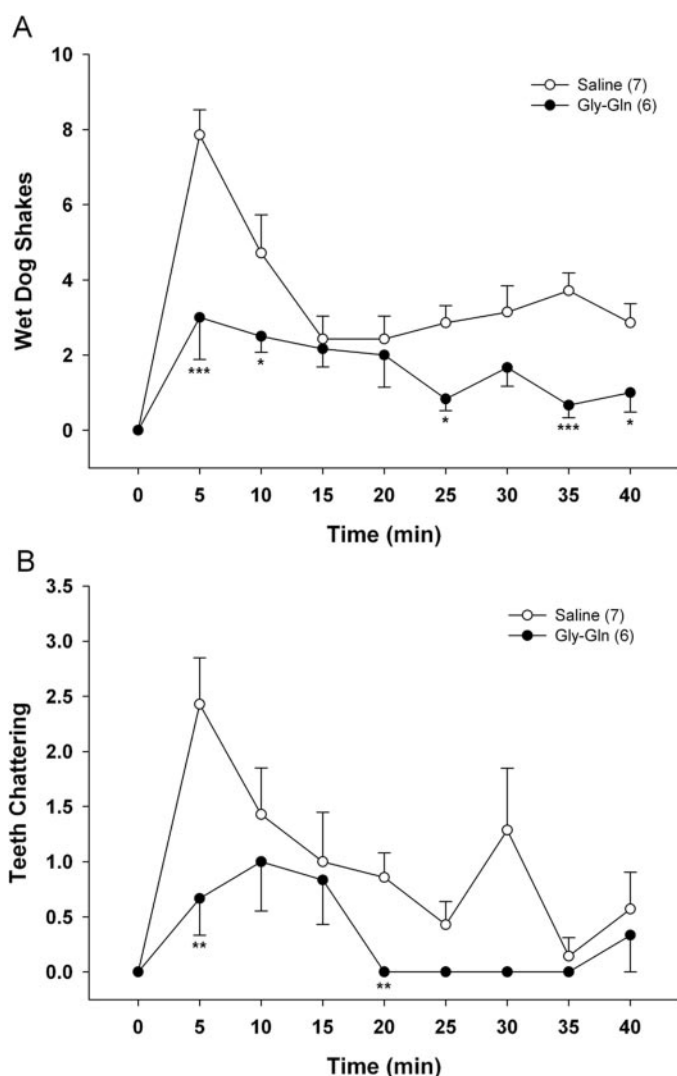 A
10
8
6
4
2
0
Wet Dog Shakes
Saline (7)
Gly-Gln (6)
***
*
*
***
*
0 5 10 15 20 25 30 35 40
Time (min)
B
3.5
3.0
2.5
2.0
1.5
1.0
0.5
0.0
Teeth Chattering
Saline (7)
Gly-Gln (6)
**
**
0 5 10 15 20 25 30 35 40
Time (min)